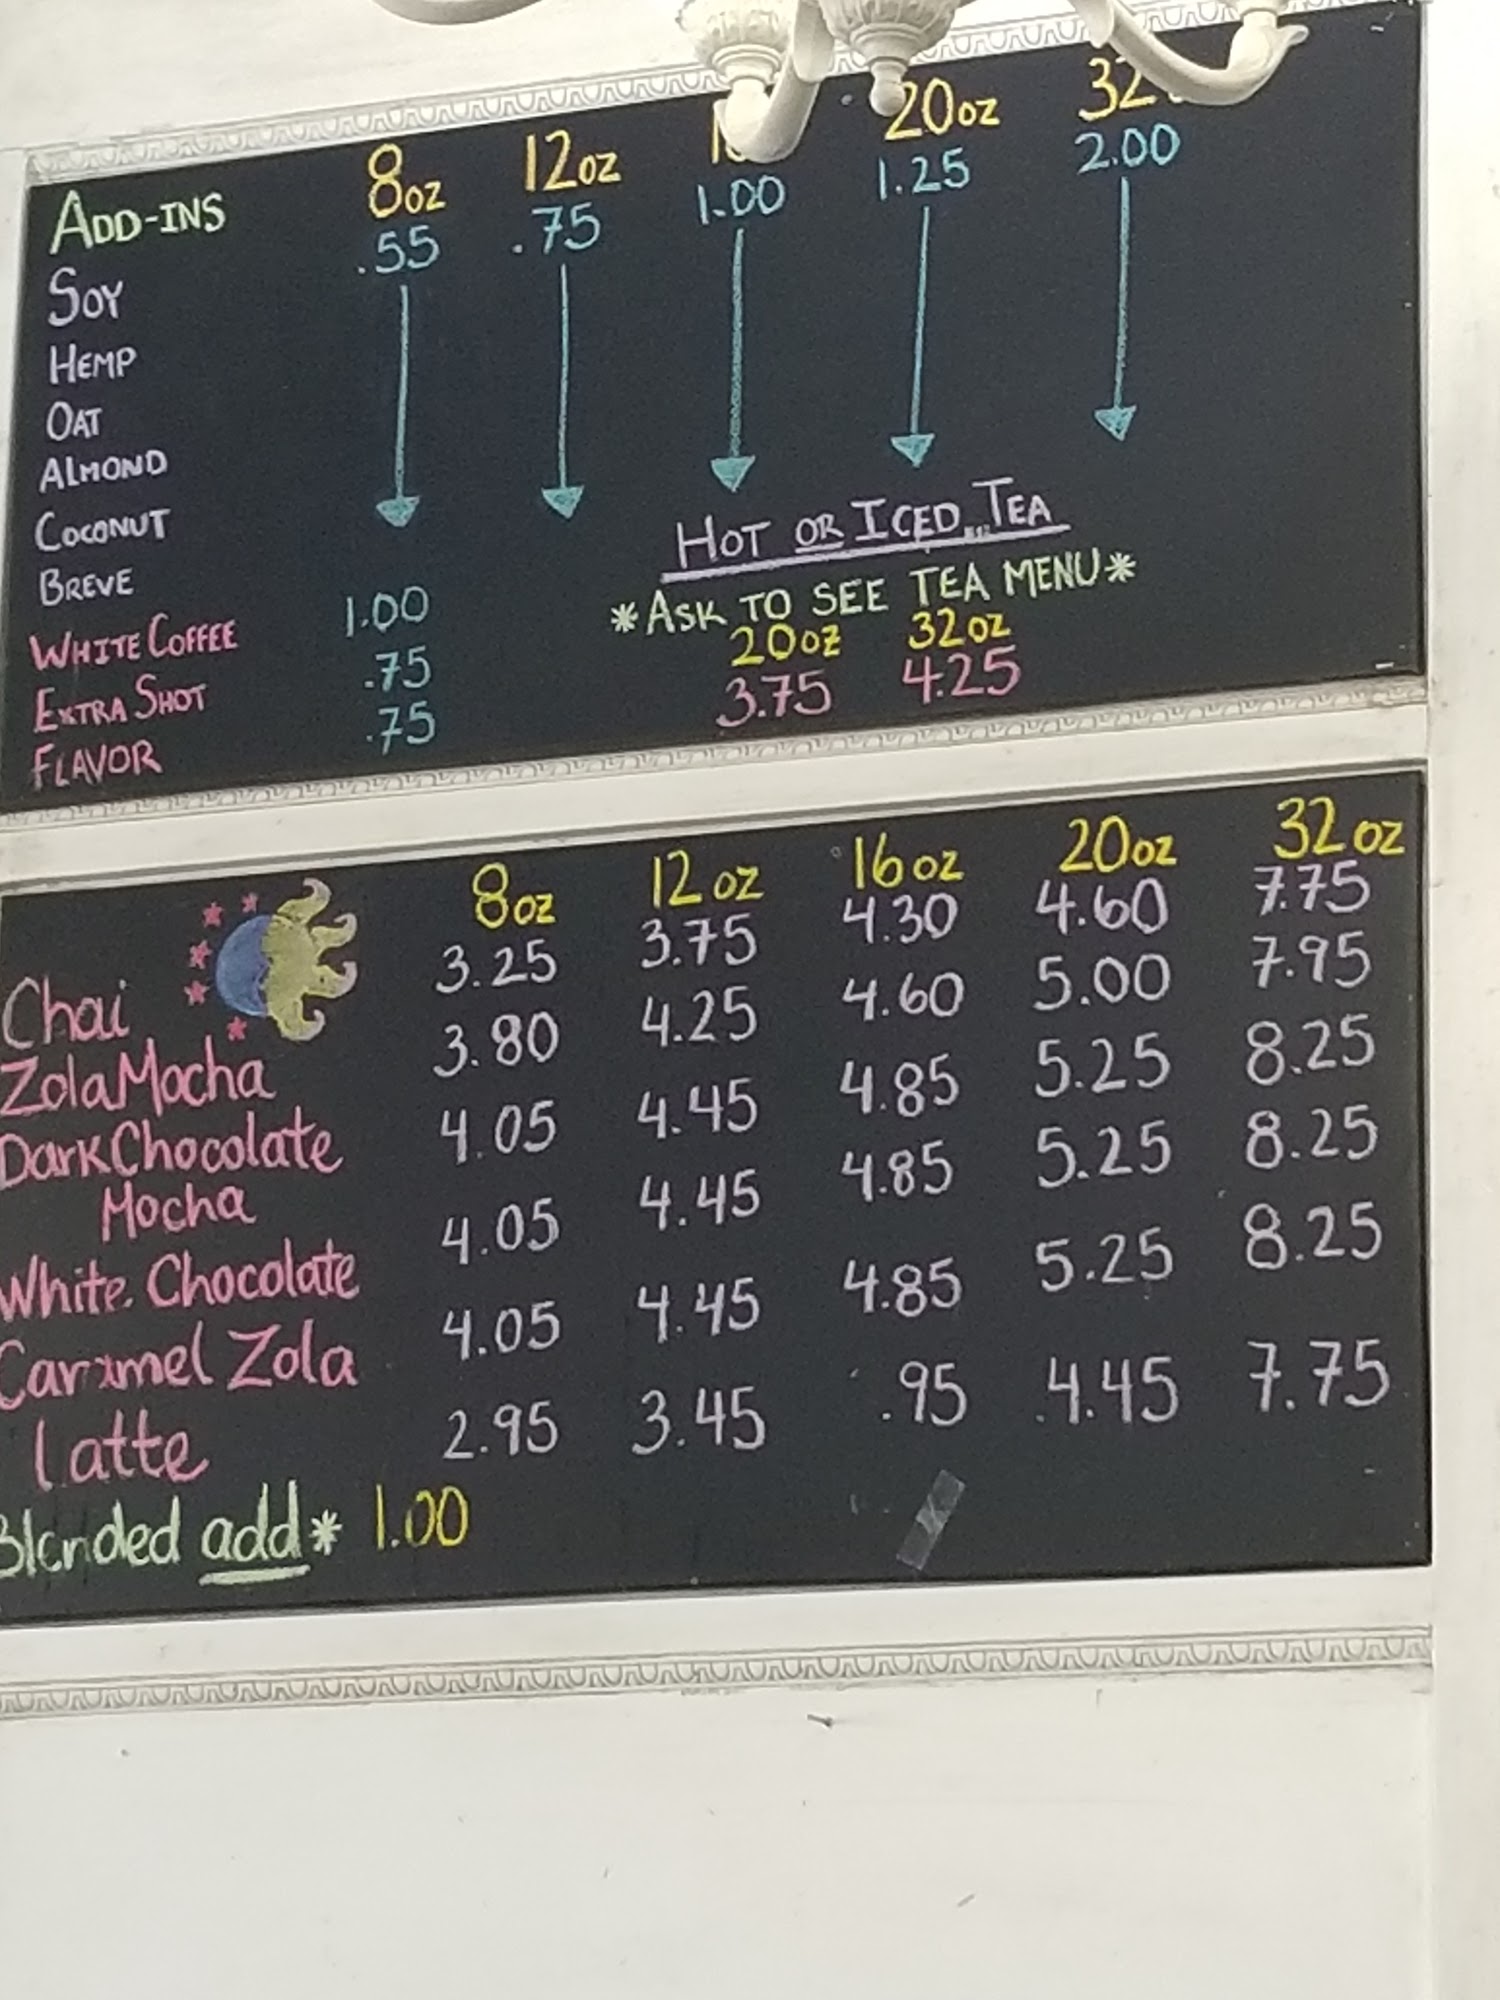 8oz 12oz 20oz 32
ADD-INS .55 .75 1.00 1.25 2.00
SOY
HEMP
OAT
ALMOND
COCONUT
BREVE
WHITE COFFEE 1.00
EXTRA SHOT .75
FLAVOR .75
HOT OR ICED TEA
*ASK TO SEE TEA MENU*
20oz 32oz
3.75 4.25
8oz 12oz 16oz 20oz 32oz
Chai 3.25 3.75 4.30 4.60 7.75
Zola Mocha 3.80 4.25 4.60 5.00 7.95
Dark Chocolate 4.05 4.45 4.85 5.25 8.25
Mocha
White Chocolate 4.05 4.45 4.85 5.25 8.25
Caramel Zola 4.05 4.45 4.85 5.25 8.25
Latte 2.95 3.45 .95 4.45 7.75
Blended add* 1.00